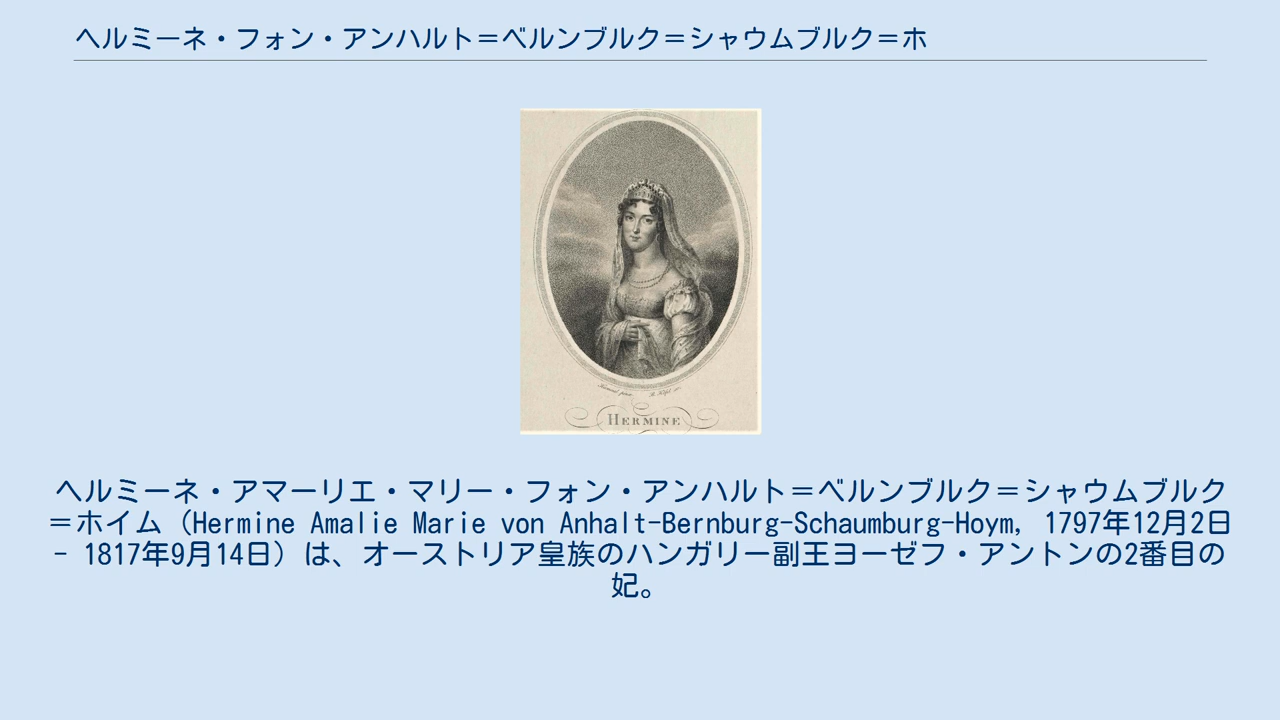 ヘルミーネ・フォン・アンハルト＝ベルンブルク＝シャウムブルク＝ホ
HERMINE
ヘルミーネ・アマーリエ・マリー・フォン・アンハルト＝ベルンブルク＝シャウムブルク
＝ホイム（Hermine Amalie Marie von Anhalt-Bernburg-Schaumburg-Hoym, 1797年12月2日
- 1817年9月14日）は、オーストリア皇族のハンガリー副王ヨーゼフ・アントンの2番目の
妃。